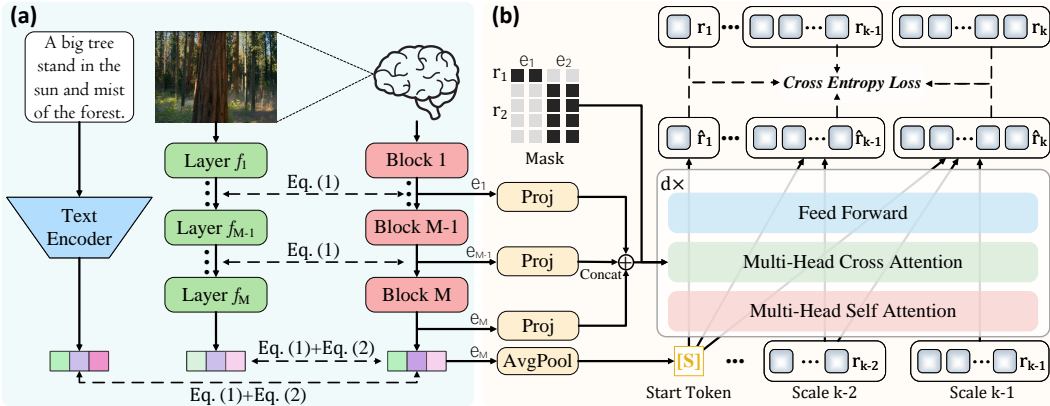 (a)
A big tree
stand in the
sun and mist
of the forest.
Text
Encoder
Layer f1
Layer fM-1
Layer fM
Eq. (1)
Eq. (1)
Eq. (1)+Eq. (2)
Eq. (1)+Eq. (2)
Block 1
Block M-1
Block M
e1
eM-1
eM
eM
(b)
e1 e2
r1
r2
Mask
Proj
Proj
Concat
Proj
AvgPool
r1 rk-1 rk
Cross Entropy Loss
r̂1 r̂k-1 r̂k
d×
Feed Forward
Multi-Head Cross Attention
Multi-Head Self Attention
[S] rk-2 rk-1
Start Token Scale k-2 Scale k-1